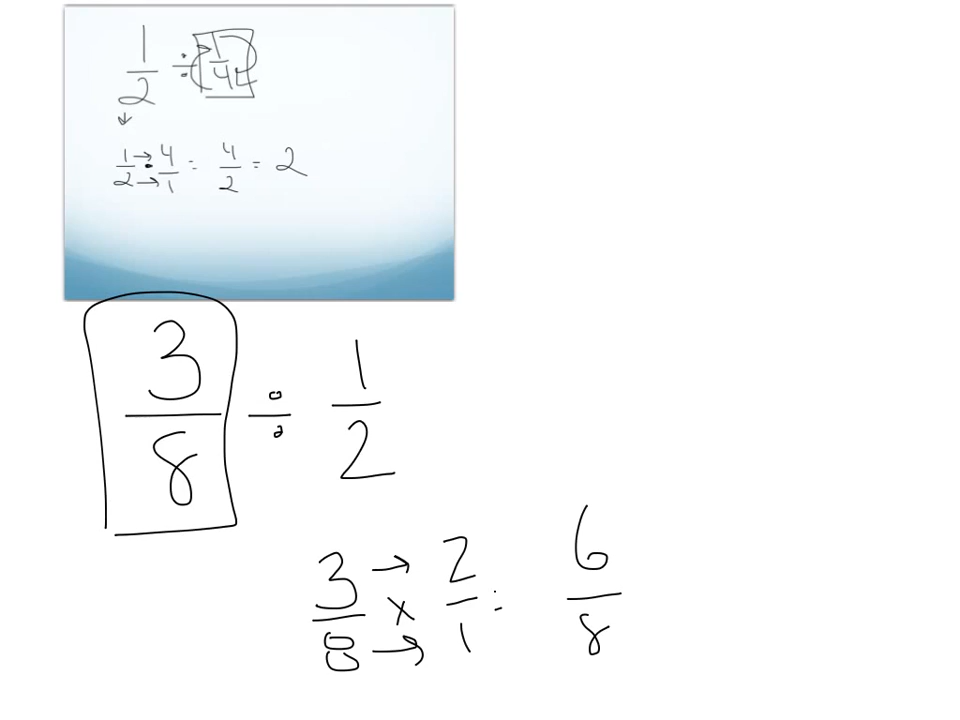 1/2 ÷ 1/4
1/2 · 4/1 = 4/2 = 2
3/8 ÷ 1/2
3/8 × 2/1 = 6/8